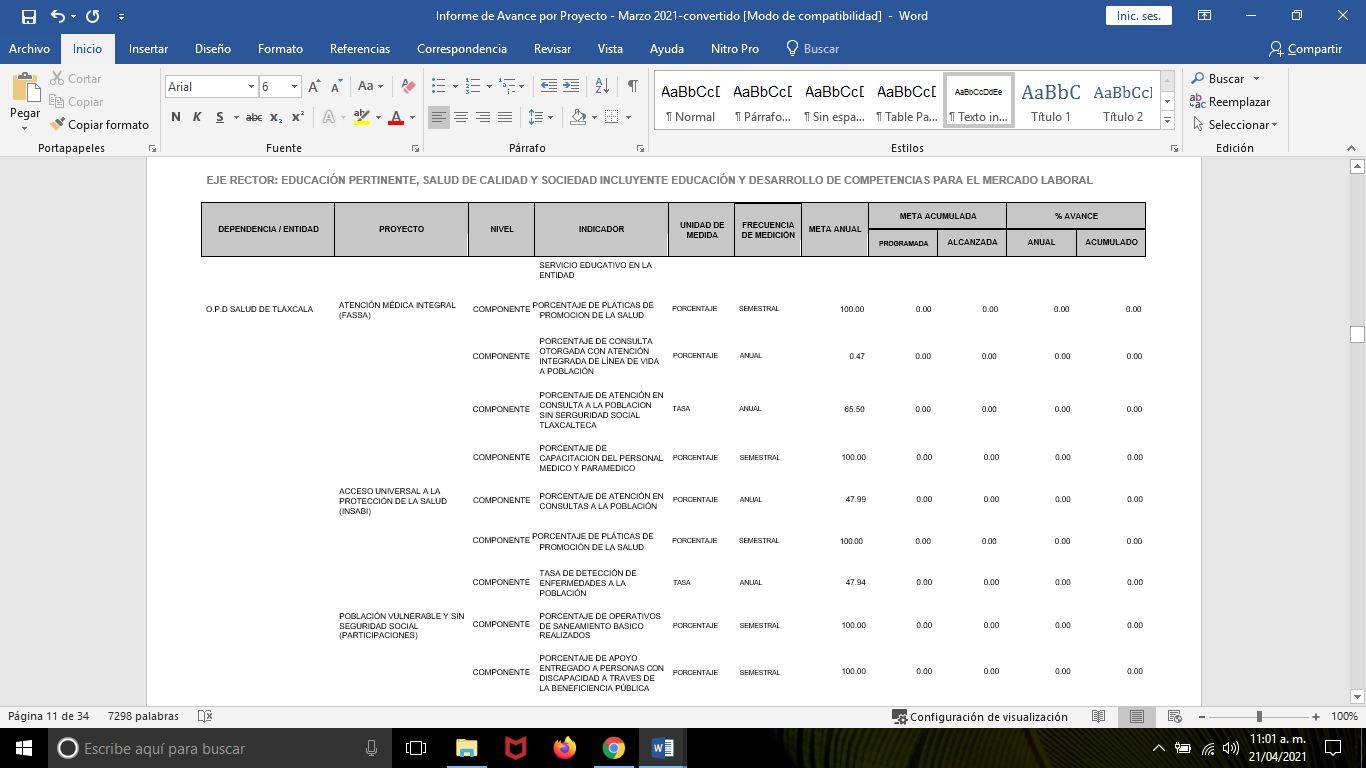 Informe de Avance por Proyecto - Marzo 2021-convertido [Modo de compatibilidad] - Word
Inic. ses.
Archivo Inicio Insertar Diseño Formato Referencias Correspondencia Revisar Vista Ayuda Nitro Pro Buscar Compartir
Pegar
Cortar
Copiar
Copiar formato
Portapapeles
Arial 6
Aa
N K S abc x₂ x²
A A
Fuente
Párrafo
AaBbCcI AaBbCcD AaBbCcD AaBbCcD AaBbCcDdEe AaBbC AaBbCcl
¶ Normal ¶ Párrafo... ¶ Sin espa... ¶ Table Pa... ¶ Texto in... Título 1 Título 2
Estilos
Buscar
Reemplazar
Seleccionar
Edición
EJE RECTOR: EDUCACIÓN PERTINENTE, SALUD DE CALIDAD Y SOCIEDAD INCLUYENTE EDUCACIÓN Y DESARROLLO DE COMPETENCIAS PARA EL MERCADO LABORAL
DEPENDENCIA / ENTIDAD PROYECTO NIVEL INDICADOR UNIDAD DE MEDIDA FRECUENCIA DE MEDICIÓN META ANUAL META ACUMULADA % AVANCE
PROGRAMADA ALCANZADA ANUAL ACUMULADO
SERVICIO EDUCATIVO EN LA
ENTIDAD
O.P.D SALUD DE TLAXCALA
ATENCIÓN MÉDICA INTEGRAL
(FASSA)
COMPONENTE
PORCENTAJE DE PLATICAS DE
PROMOCION DE LA SALUD
PORCENTAJE SEMESTRAL 100.00 0.00 0.00 0.00 0.00
COMPONENTE
PORCENTAJE DE CONSULTA
OTORGADA CON ATENCIÓN
INTEGRADA DE LÍNEA DE VIDA
A POBLACIÓN
PORCENTAJE ANUAL 0.47 0.00 0.00 0.00 0.00
COMPONENTE
PORCENTAJE DE ATENCIÓN EN
CONSULTA A LA POBLACION
SIN SERGURIDAD SOCIAL
TLAXCALTECA
TASA ANUAL 65.50 0.00 0.00 0.00 0.00
COMPONENTE
PORCENTAJE DE
CAPACITACION DEL PERSONAL
MEDICO Y PARAMEDICO
PORCENTAJE SEMESTRAL 100.00 0.00 0.00 0.00 0.00
ACCESO UNIVERSAL A LA
PROTECCIÓN DE LA SALUD
(INSABI)
COMPONENTE
PORCENTAJE DE ATENCIÓN EN
CONSULTAS A LA POBLACIÓN
PORCENTAJE ANUAL 47.99 0.00 0.00 0.00 0.00
COMPONENTE
PORCENTAJE DE PLÁTICAS DE
PROMOCIÓN DE LA SALUD
PORCENTAJE SEMESTRAL 100.00 0.00 0.00 0.00 0.00
COMPONENTE
TASA DE DETECCIÓN DE
ENFERMEDADES A LA
POBLACIÓN
TASA ANUAL 47.94 0.00 0.00 0.00 0.00
POBLACIÓN VULNERABLE Y SIN
SEGURIDAD SOCIAL
(PARTICIPACIONES)
COMPONENTE
PORCENTAJE DE OPERATIVOS
DE SANEAMIENTO BASICO
REALIZADOS
PORCENTAJE SEMESTRAL 100.00 0.00 0.00 0.00 0.00
COMPONENTE
PORCENTAJE DE APOYO
ENTREGADO A PERSONAS CON
DISCAPACIDAD A TRAVES DE
LA BENEFICIENCIA PÚBLICA
PORCENTAJE SEMESTRAL 100.00 0.00 0.00 0.00 0.00
Página 11 de 34 7298 palabras Configuración de visualización 100%
Escribe aquí para buscar
11:01 a. m.
21/04/2021